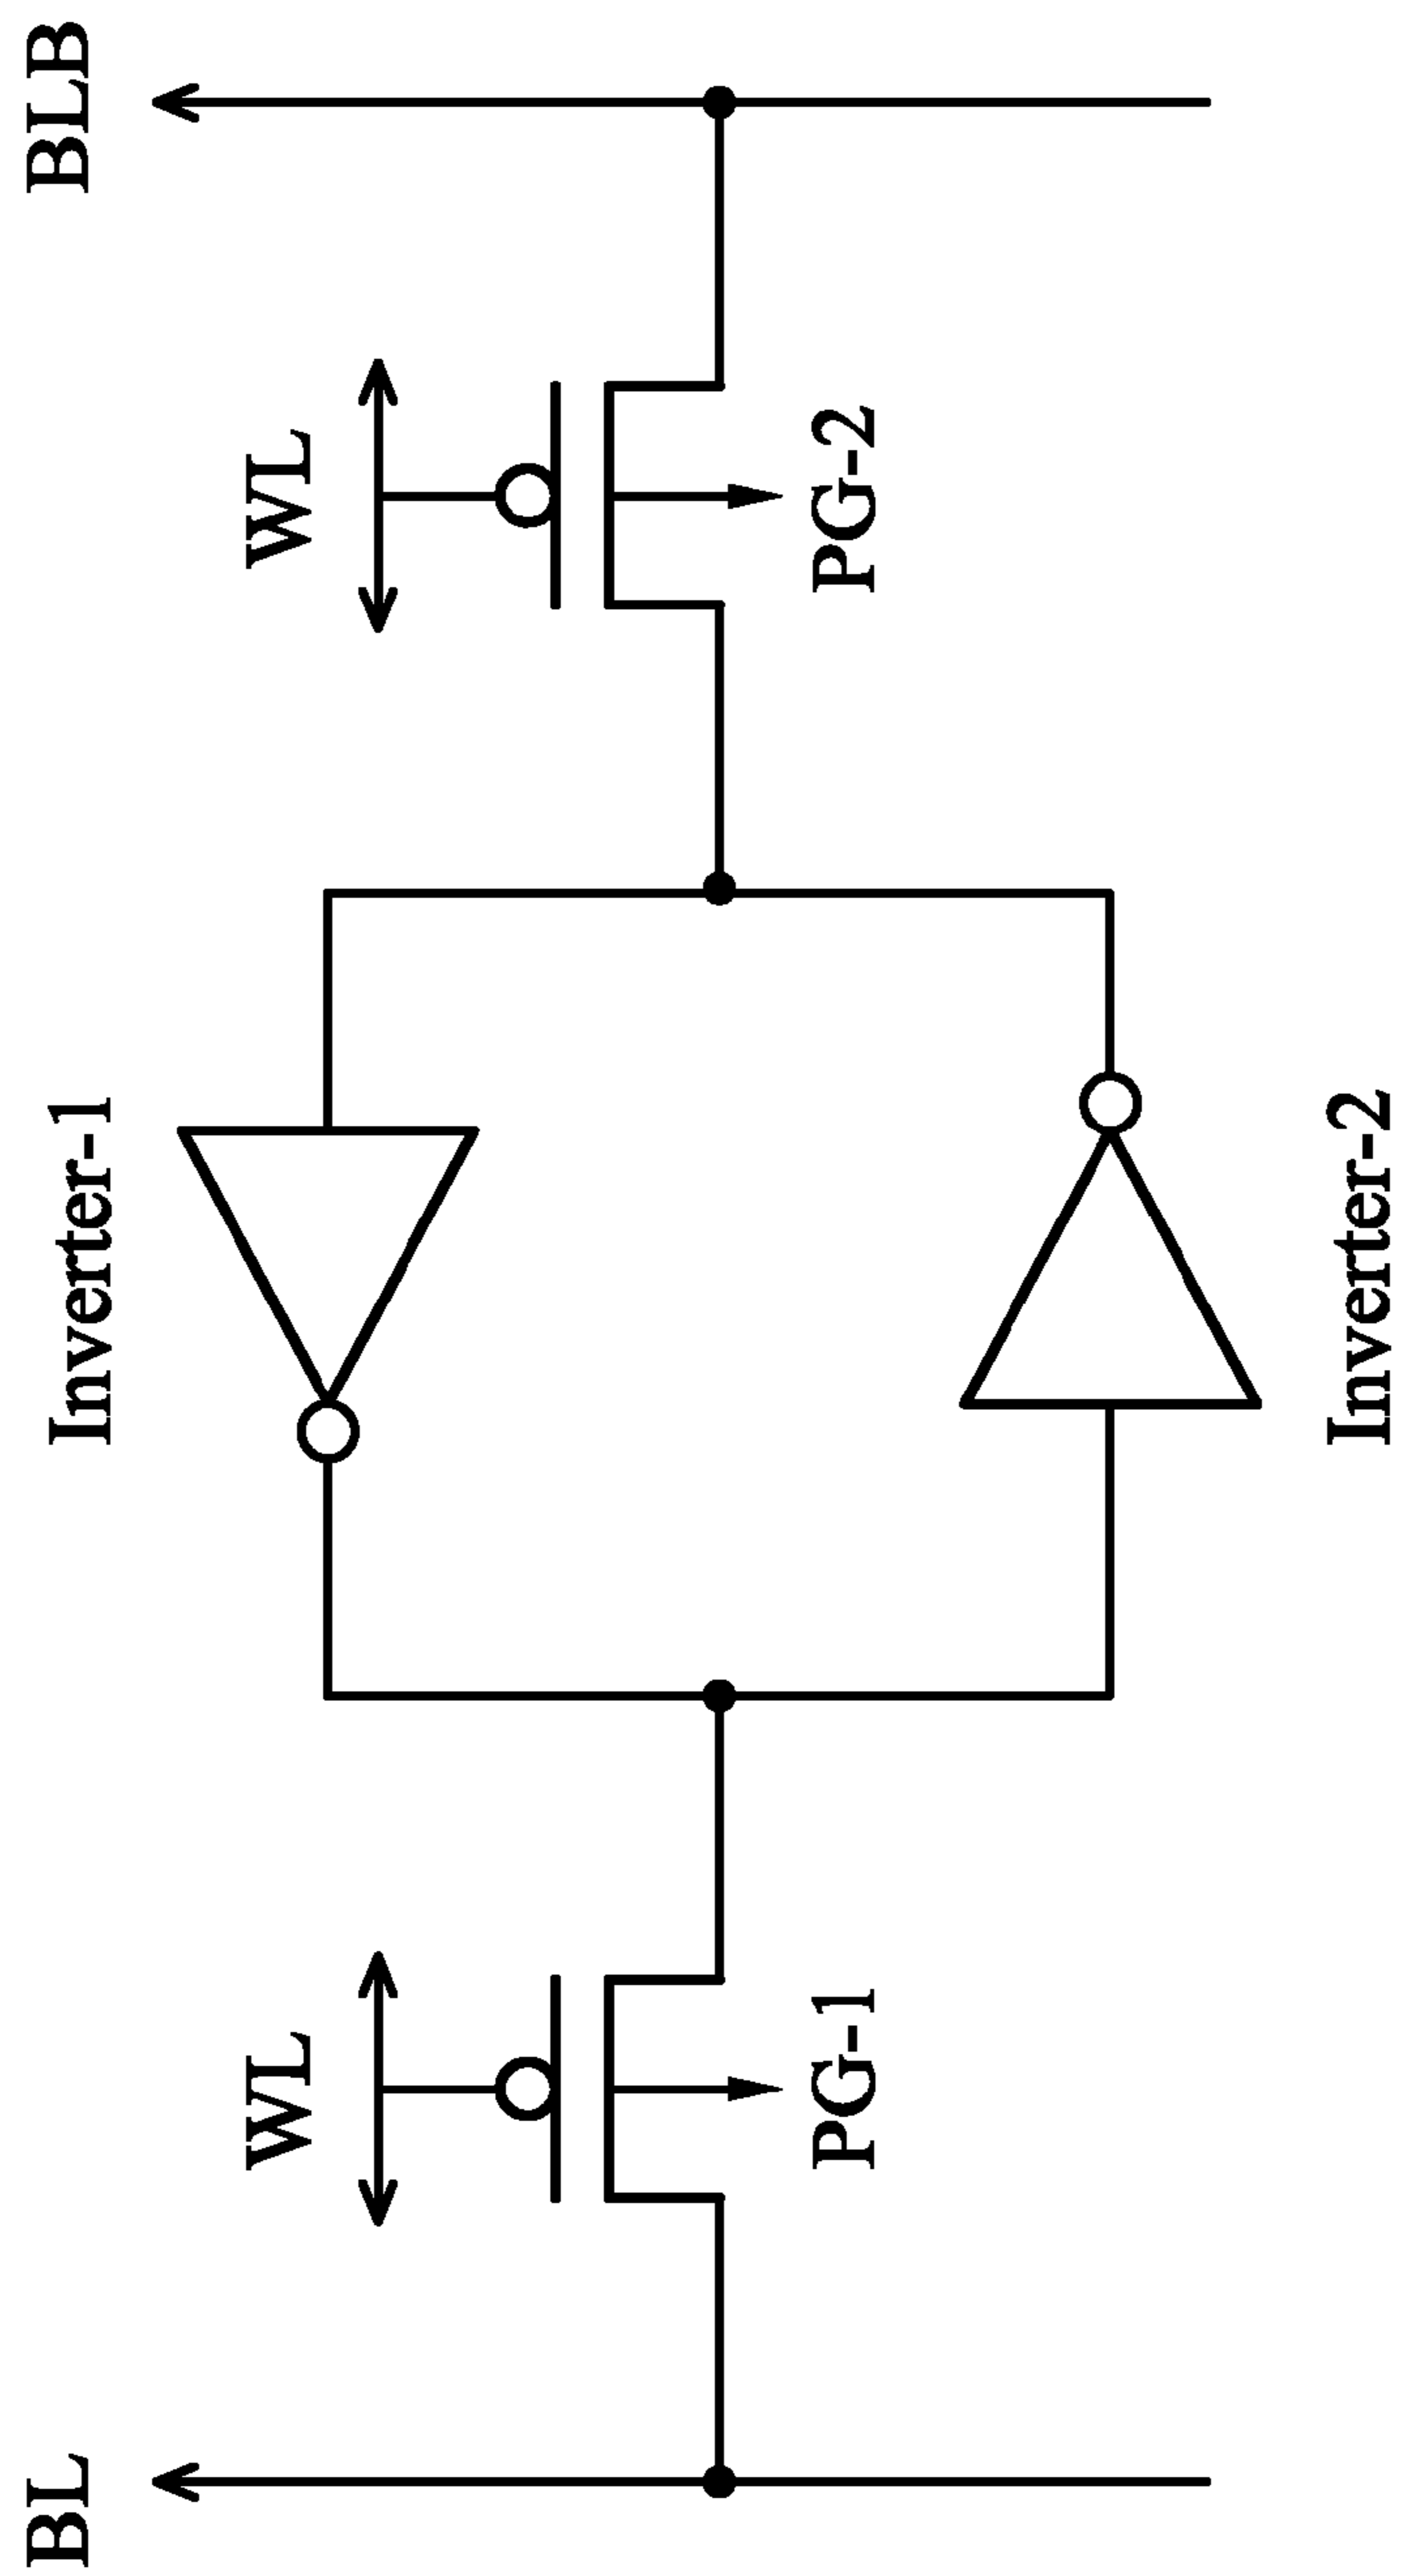 Inverter-1
BL
WL
WL
BLB
PG-1
PG-2
Inverter-2